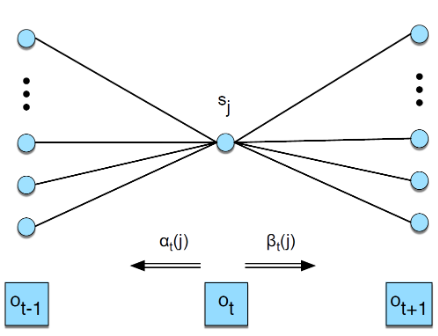 s_j
α_t(j) β_t(j)
o_t-1 o_t o_t+1